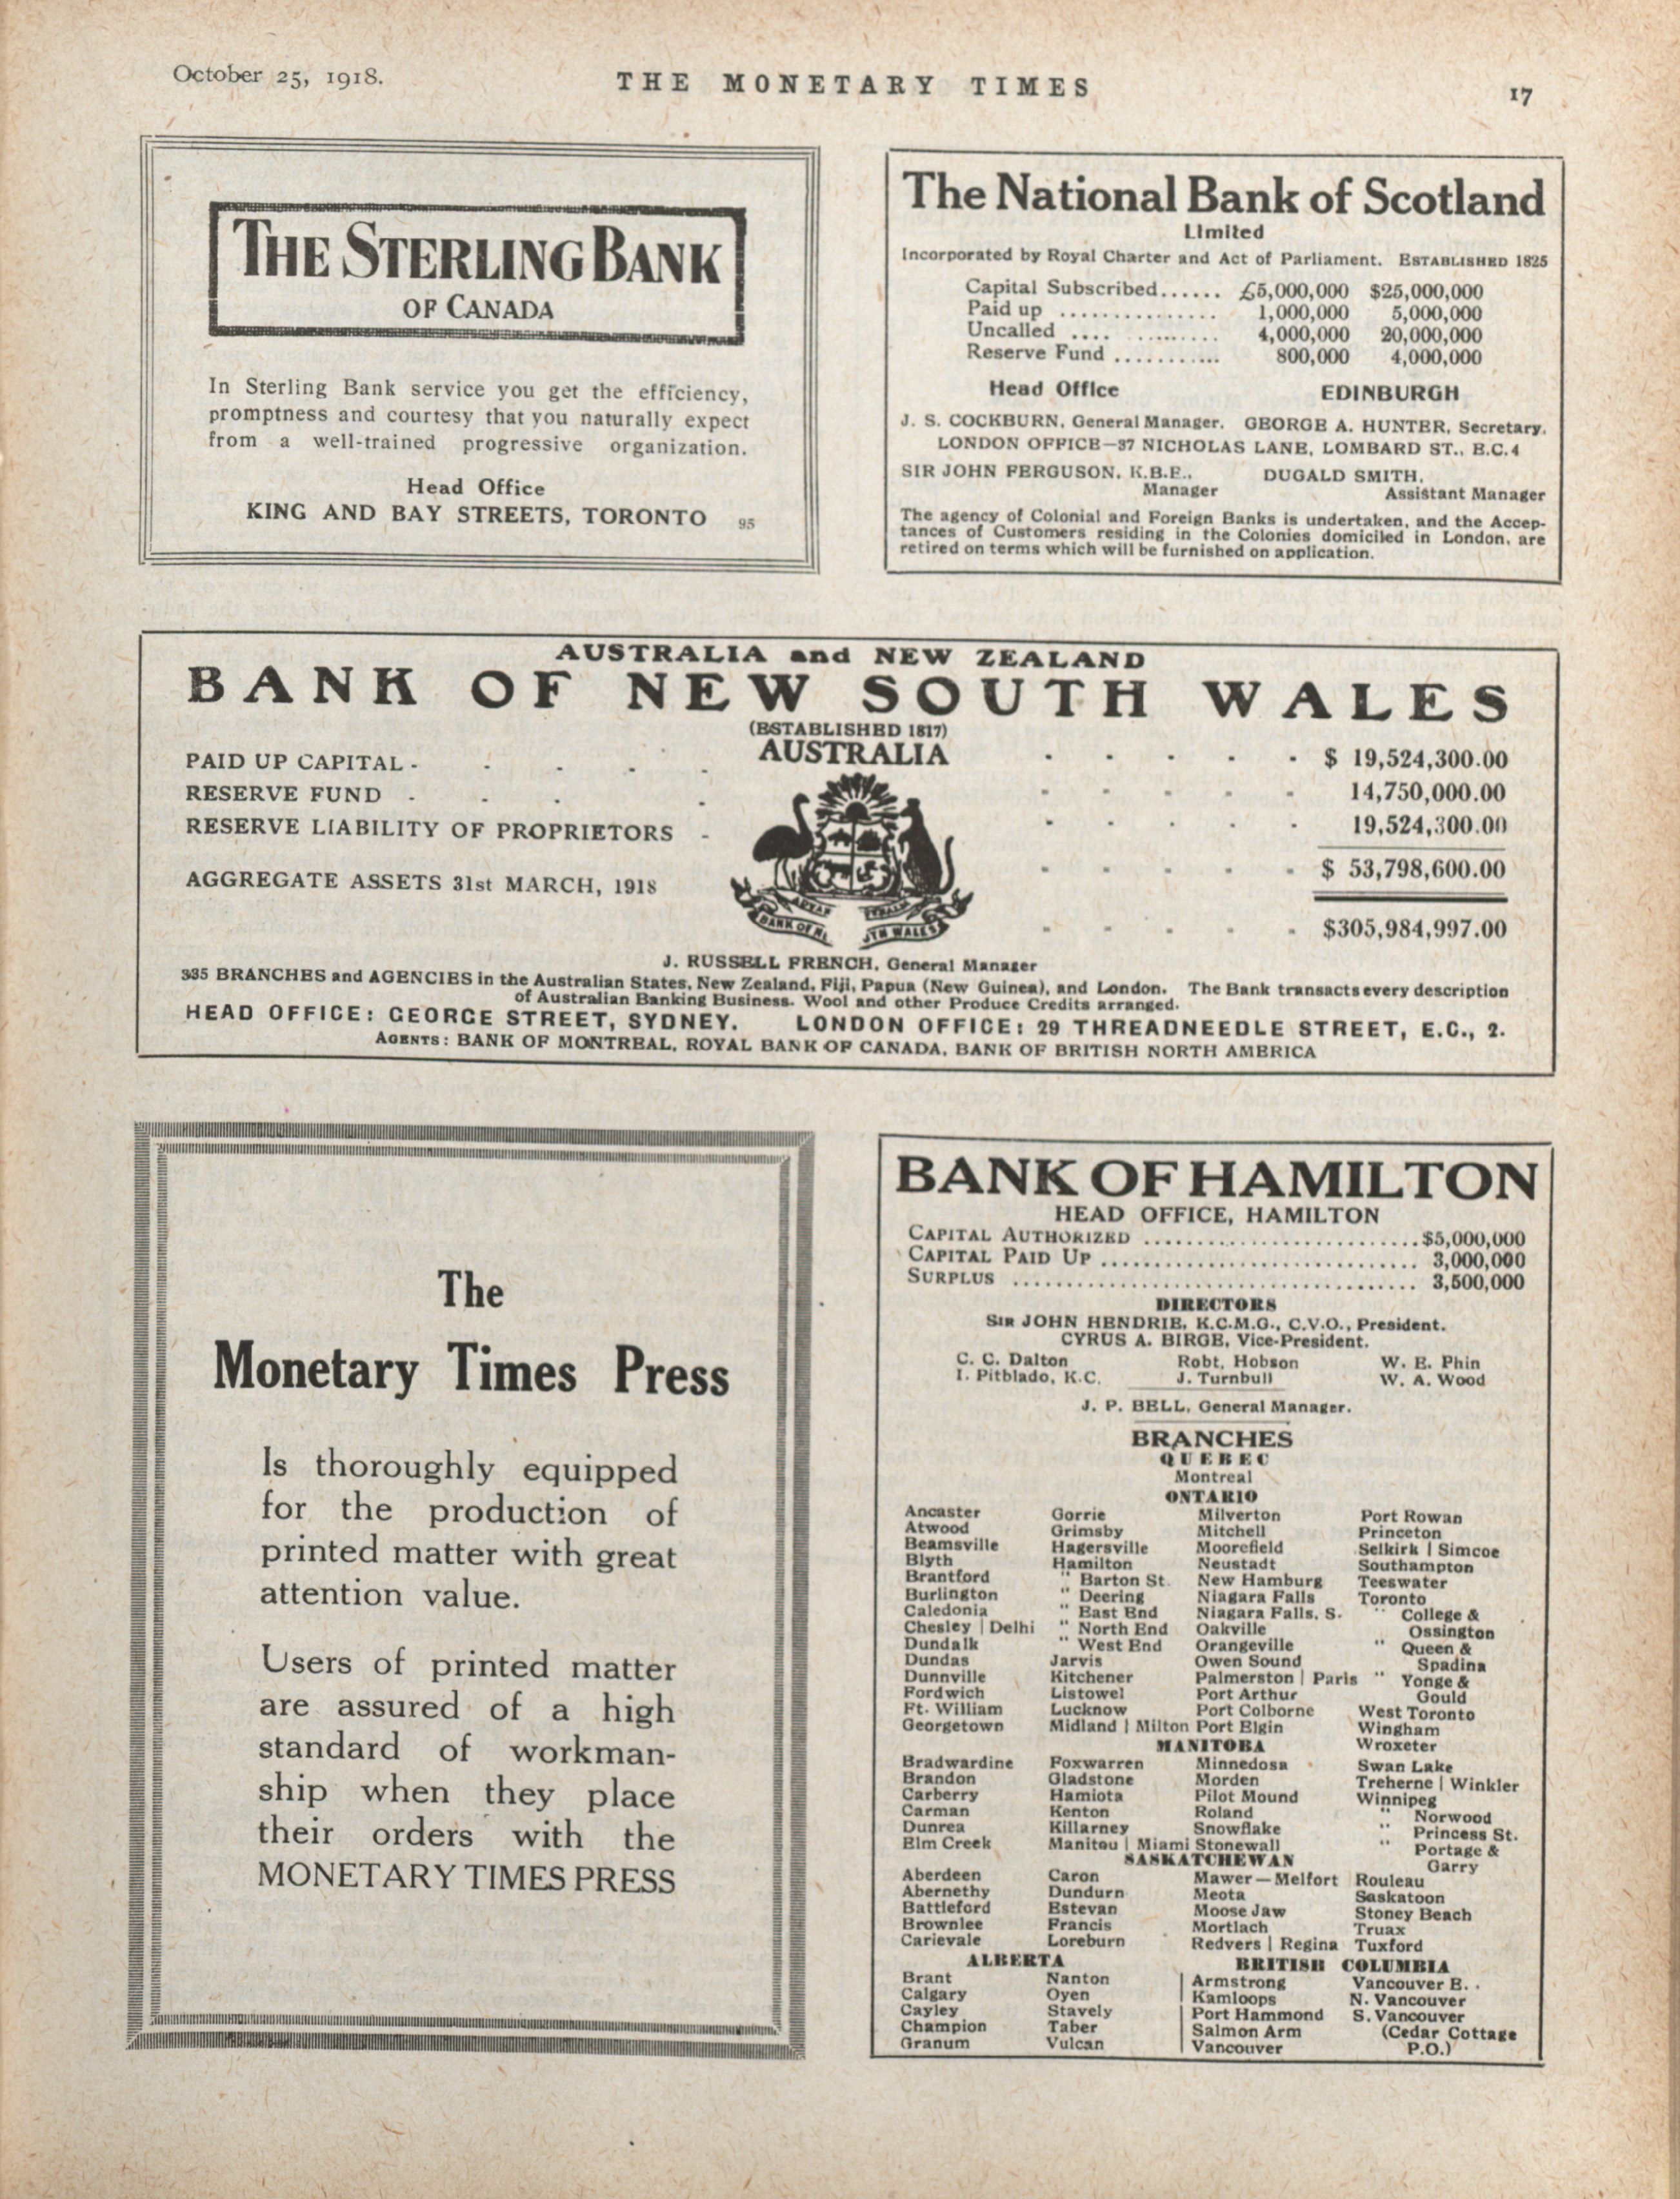 October 25, 1918.
THE MONETARY TIMES
17
THE STERLING BANK
OF CANADA
In Sterling Bank service you get the efficiency,
promptness and courtesy that you naturally expect
from a well-trained progressive organization.
Head Office
KING AND BAY STREETS, TORONTO 95
The National Bank of Scotland
Limited
Incorporated by Royal Charter and Act of Parliament. ESTABLISHED 1825
Capital Subscribed...... £5,000,000 $25,000,000
Paid up ............... 1,000,000 5,000,000
Uncalled .... ......... 4,000,000 20,000,000
Reserve Fund ........... 800,000 4,000,000
Head Office EDINBURGH
J. S. COCKBURN, General Manager. GEORGE A. HUNTER, Secretary.
LONDON OFFICE—37 NICHOLAS LANE, LOMBARD ST., E.C.4
SIR JOHN FERGUSON, K.B.E., DUGALD SMITH,
Manager Assistant Manager
The agency of Colonial and Foreign Banks is undertaken, and the Accep-
tances of Customers residing in the Colonies domiciled in London, are
retired on terms which will be furnished on application.
AUSTRALIA and NEW ZEALAND
BANK OF NEW SOUTH WALES
(ESTABLISHED 1817)
AUSTRALIA
PAID UP CAPITAL - - - - - - - - - - $ 19,524,300.00
RESERVE FUND - - - - - - - - - 14,750,000.00
RESERVE LIABILITY OF PROPRIETORS - - - - - - 19,524,300.00
- - - - - $ 53,798,600.00
AGGREGATE ASSETS 31st MARCH, 1918 - - - - - $305,984,997.00
BANK OF N. STH WALES
J. RUSSELL FRENCH, General Manager
335 BRANCHES and AGENCIES in the Australian States, New Zealand, Fiji, Papua (New Guinea), and London. The Bank transacts every description
of Australian Banking Business. Wool and other Produce Credits arranged.
HEAD OFFICE: GEORGE STREET, SYDNEY. LONDON OFFICE: 29 THREADNEEDLE STREET, E.C., 2.
AGENTS: BANK OF MONTREAL, ROYAL BANK OF CANADA, BANK OF BRITISH NORTH AMERICA
The
Monetary Times Press
Is thoroughly equipped
for the production of
printed matter with great
attention value.
Users of printed matter
are assured of a high
standard of workman-
ship when they place
their orders with the
MONETARY TIMES PRESS
BANK OF HAMILTON
HEAD OFFICE, HAMILTON
CAPITAL AUTHORIZED ..........................$5,000,000
CAPITAL PAID UP .............................. 3,000,000
SURPLUS ...................................... 3,500,000
DIRECTORS
SIR JOHN HENDRIE, K.C.M.G., C.V.O., President.
CYRUS A. BIRGE, Vice-President.
C. C. Dalton Robt. Hobson W. E. Phin
I. Pitblado, K.C. J. Turnbull W. A. Wood
J. P. BELL, General Manager.
BRANCHES
QUEBEC
Montreal
ONTARIO
Ancaster Gorrie Milverton Port Rowan
Atwood Grimsby Mitchell Princeton
Beamsville Hagersville Moorefield Selkirk | Simcoe
Blyth Hamilton Neustadt Southampton
Brantford " Barton St. New Hamburg Teeswater
Burlington " Deering Niagara Falls Toronto
Caledonia " East End Niagara Falls, S. " College &
Chesley | Delhi " North End Oakville Ossington
Dundalk " West End Orangeville " Queen &
Dundas Jarvis Owen Sound Spadina
Dunnville Kitchener Palmerston | Paris " Yonge &
Fordwich Listowel Port Arthur Gould
Ft. William Lucknow Port Colborne West Toronto
Georgetown Midland | Milton Port Elgin Wingham
Wroxeter
MANITOBA
Bradwardine Foxwarren Minnedosa Swan Lake
Brandon Gladstone Morden Treherne | Winkler
Carberry Hamiota Pilot Mound Winnipeg
Carman Kenton Roland " Norwood
Dunrea Killarney Snowflake " Princess St.
Elm Creek Manitou | Miami Stonewall " Portage &
Garry
SASKATCHEWAN
Aberdeen Caron Mawer—Melfort Rouleau
Abernethy Dundurn Meota Saskatoon
Battleford Estevan Moose Jaw Stoney Beach
Brownlee Francis Mortlach Truax
Carievale Loreburn Redvers | Regina Tuxford
ALBERTA BRITISH COLUMBIA
Brant Nanton Armstrong Vancouver E.
Calgary Oyen Kamloops N. Vancouver
Cayley Stavely Port Hammond S. Vancouver
Champion Taber Salmon Arm (Cedar Cottage
Granum Vulcan Vancouver P.O.)